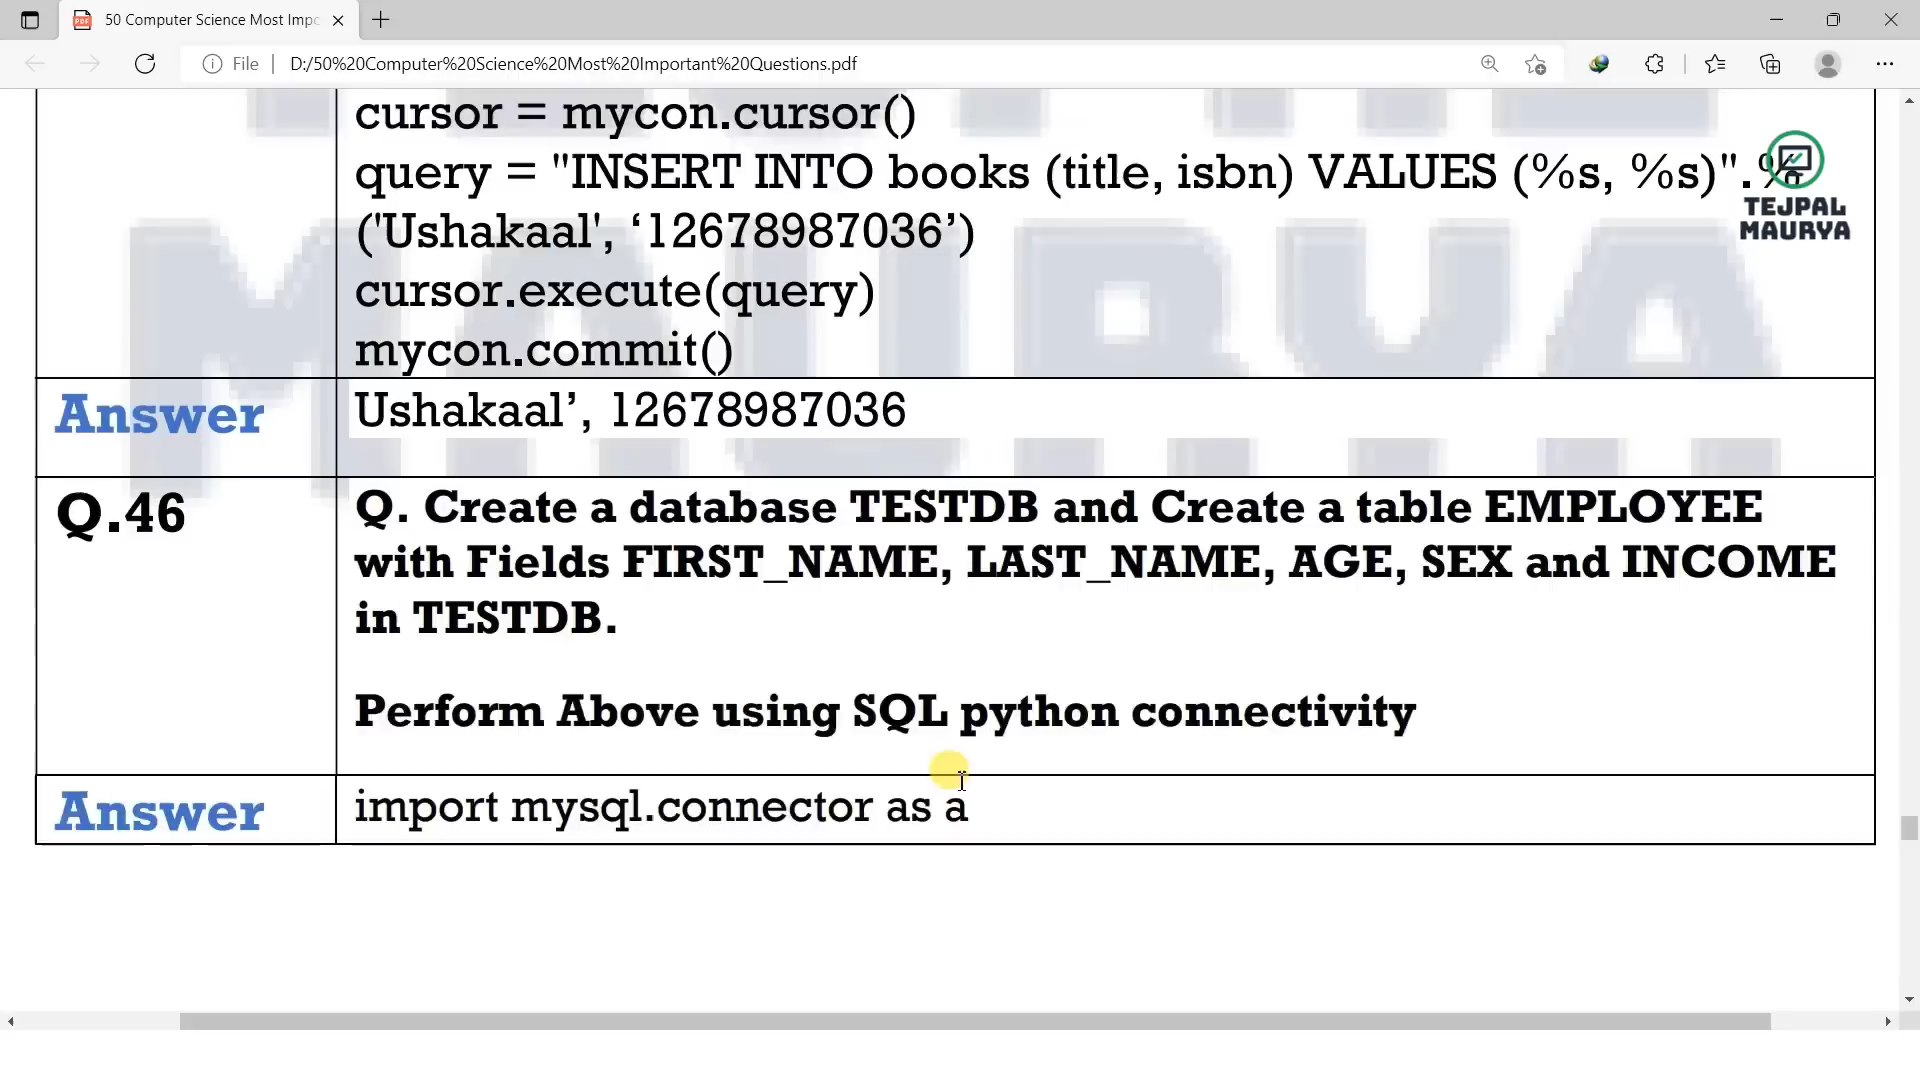 50 Computer Science Most Impo
File
D:/50%20Computer%20Science%20Most%20Important%20Questions.pdf
cursor = mycon.cursor()
query = "INSERT INTO books (title, isbn) VALUES (%s, %s)".%
('Ushakaal', ‘12678987036’)
cursor.execute(query)
mycon.commit()
TEJPAL
MAURYA
Answer
Ushakaal’, 12678987036
Q.46
Q. Create a database TESTDB and Create a table EMPLOYEE
with Fields FIRST_NAME, LAST_NAME, AGE, SEX and INCOME
in TESTDB.
Perform Above using SQL python connectivity
Answer
import mysql.connector as a
MAURYA